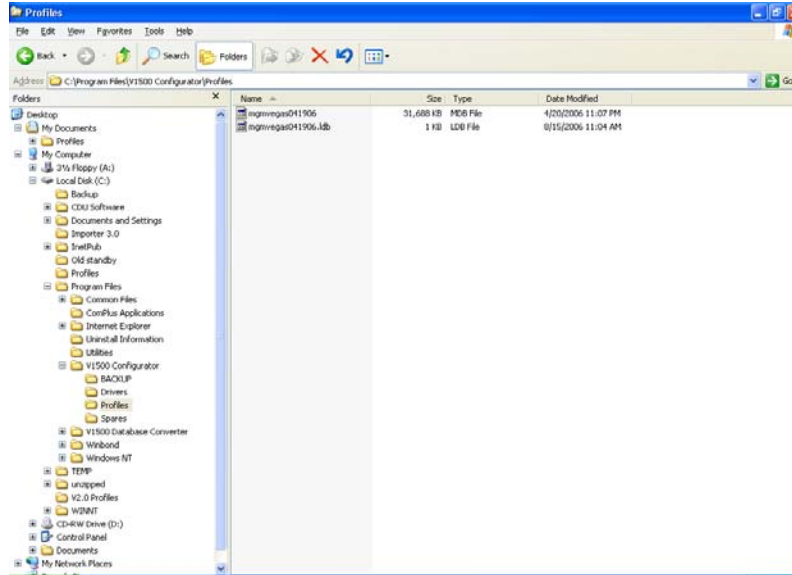 Profiles
File Edit View Favorites Tools Help
Back Search Folders
Address C:\Program Files\V1500 Configurator\Profiles Go
Folders Name Size Type Date Modified
mgmvegas041906 31,688 KB MDB File 4/20/2006 11:07 PM
mgmvegas041906.ldb 1 KB LDB File 8/15/2006 11:04 AM
Desktop
My Documents
Profiles
My Computer
3½ Floppy (A:)
Local Disk (C:)
Backup
CDU Software
Documents and Settings
Importer 3.0
InetPub
Old standby
Profiles
Program Files
Common Files
ComPlus Applications
Internet Explorer
Uninstall Information
Utilities
V1500 Configurator
BACKUP
Drivers
Profiles
Spares
V1500 Database Converter
Winbond
Windows NT
TEMP
unzipped
V2.0 Profiles
WINNT
CD-RW Drive (D:)
Control Panel
Documents
My Network Places